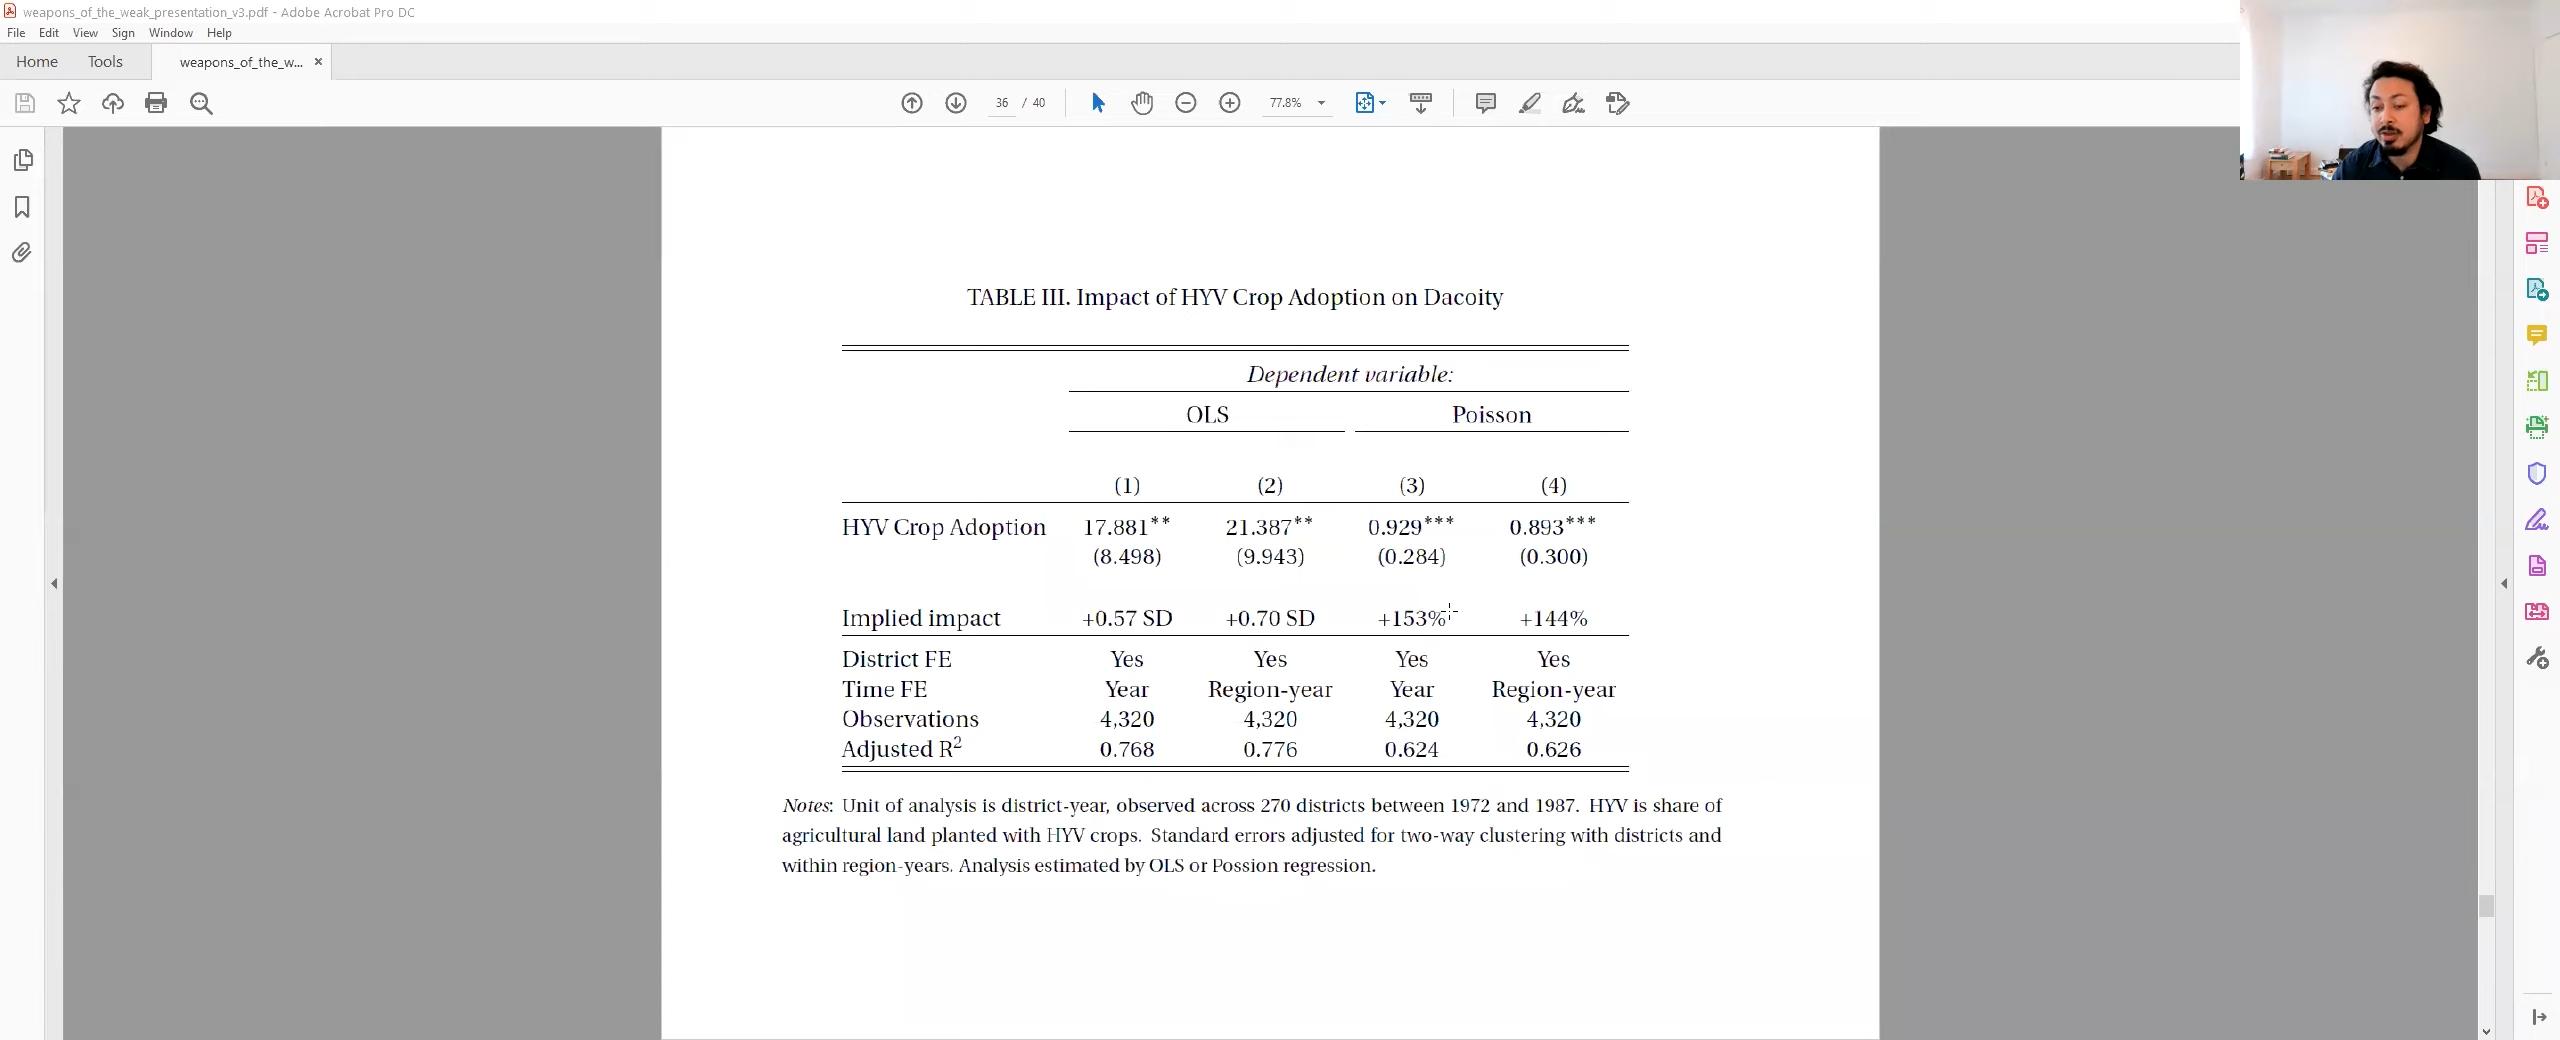 weapons_of_the_weak_presentation_v3.pdf - Adobe Acrobat Pro DC
File Edit View Sign Window Help
Home Tools weapons_of_the_w... ×
36 / 40 77.8%
TABLE III. Impact of HYV Crop Adoption on Dacoity
Dependent variable:
OLS Poisson
(1) (2) (3) (4)
HYV Crop Adoption 17.881** 21.387** 0.929*** 0.893***
(8.498) (9.943) (0.284) (0.300)
Implied impact +0.57 SD +0.70 SD +153% +144%
District FE Yes Yes Yes Yes
Time FE Year Region-year Year Region-year
Observations 4,320 4,320 4,320 4,320
Adjusted R² 0.768 0.776 0.624 0.626
Notes: Unit of analysis is district-year, observed across 270 districts between 1972 and 1987. HYV is share of
agricultural land planted with HYV crops. Standard errors adjusted for two-way clustering with districts and
within region-years. Analysis estimated by OLS or Possion regression.